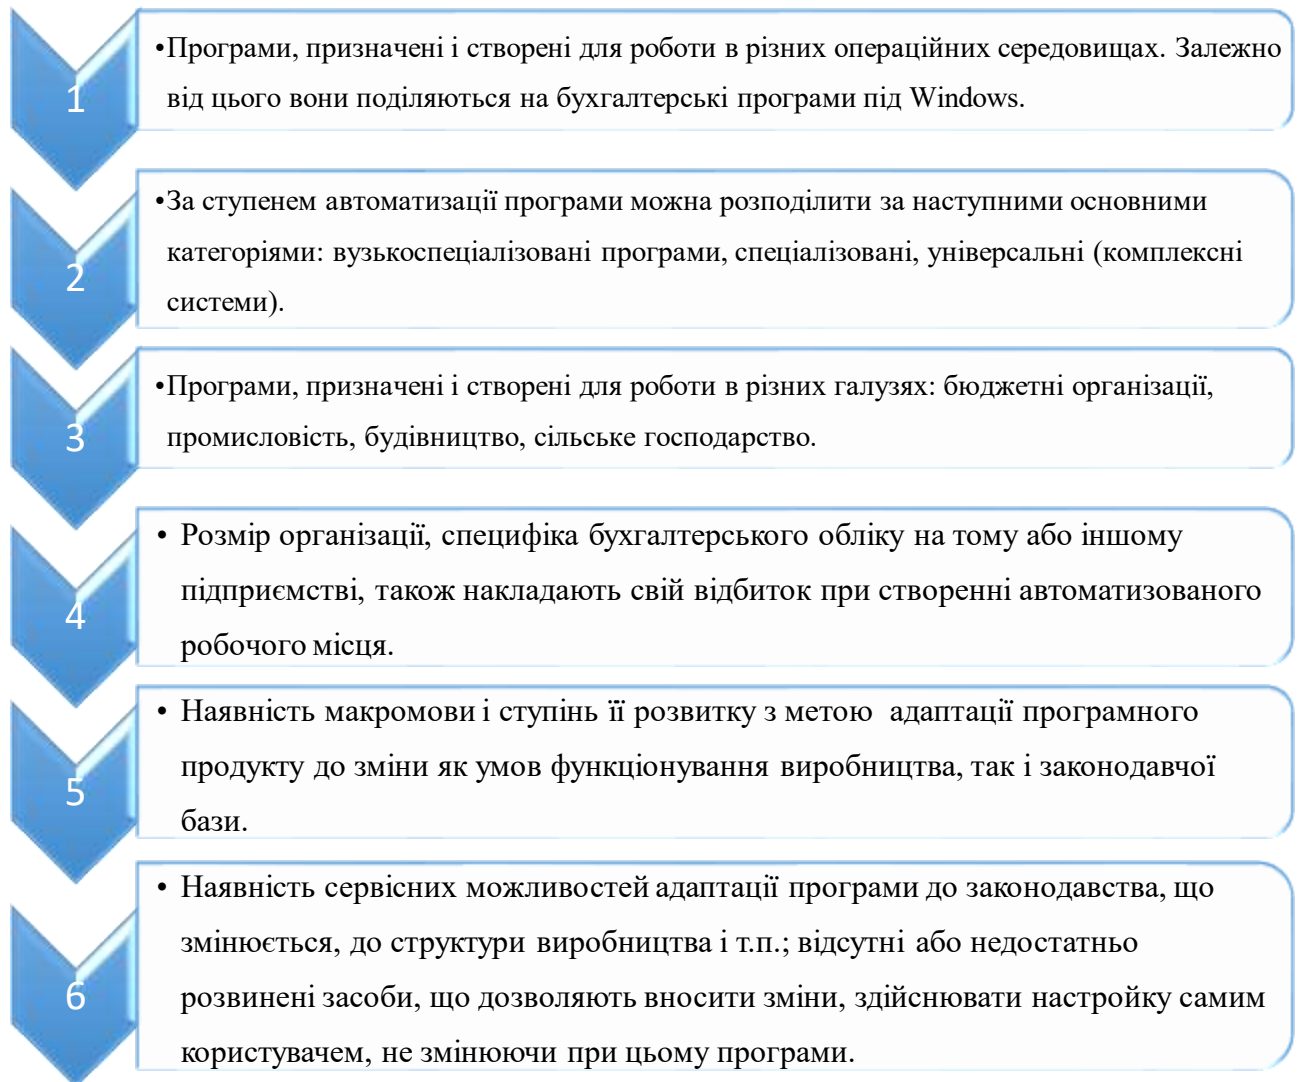 1
•Програми, призначені і створені для роботи в різних операційних середовищах. Залежно
від цього вони поділяються на бухгалтерські програми під Windows.
2
•За ступенем автоматизації програми можна розподілити за наступними основними
категоріями: вузькоспеціалізовані програми, спеціалізовані, універсальні (комплексні
системи).
3
•Програми, призначені і створені для роботи в різних галузях: бюджетні організації,
промисловість, будівництво, сільське господарство.
4
• Розмір організації, специфіка бухгалтерського обліку на тому або іншому
підприємстві, також накладають свій відбиток при створенні автоматизованого
робочого місця.
5
• Наявність макромови і ступінь її розвитку з метою адаптації програмного
продукту до зміни як умов функціонування виробництва, так і законодавчої
бази.
6
• Наявність сервісних можливостей адаптації програми до законодавства, що
змінюється, до структури виробництва і т.п.; відсутні або недостатньо
розвинені засоби, що дозволяють вносити зміни, здійснювати настройку самим
користувачем, не змінюючи при цьому програми.